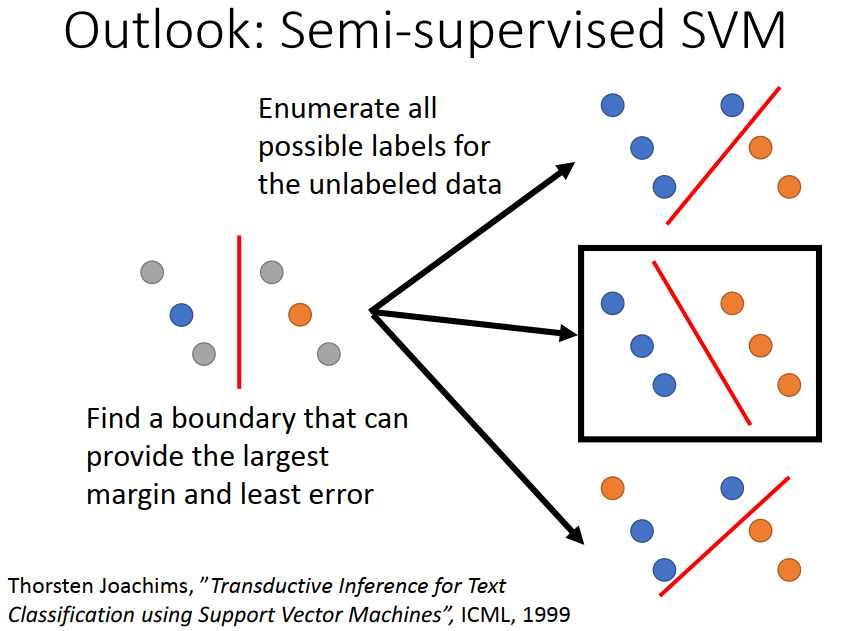 Outlook: Semi-supervised SVM
Enumerate all
possible labels for
the unlabeled data
Find a boundary that can
provide the largest
margin and least error
Thorsten Joachims, ”Transductive Inference for Text
Classification using Support Vector Machines”, ICML, 1999